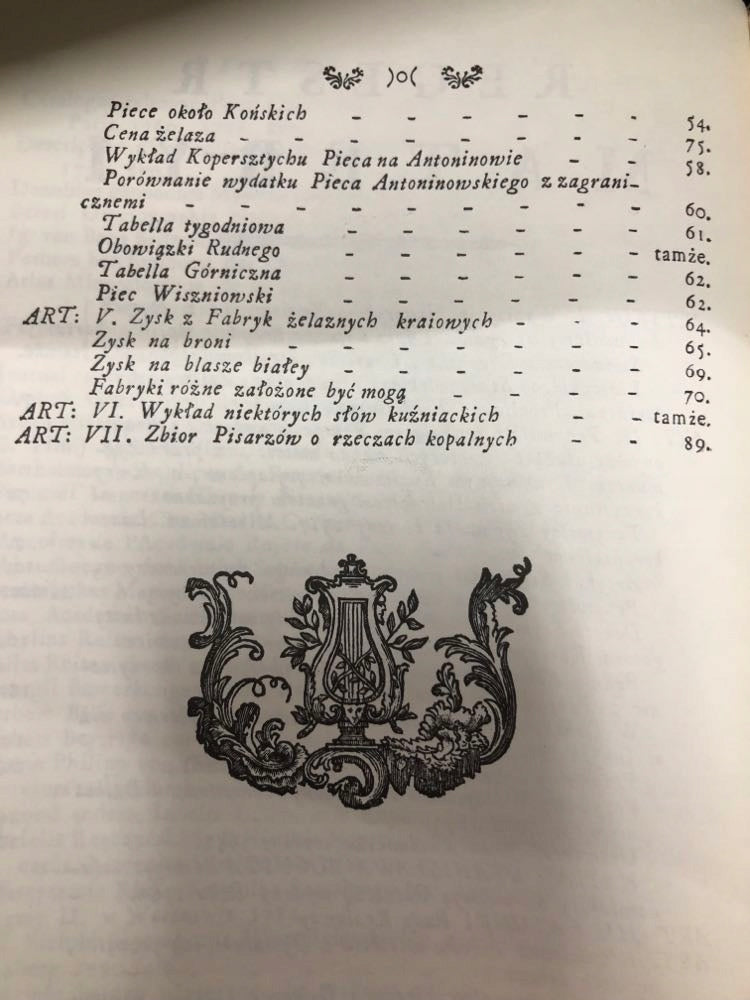 )o(
Piece około Końskich - - - - - - 54.
Cena żelaza - - - - - - - - 75.
Wykład Kopersztychu Pieca na Antoninowie - - 58.
Porównanie wydatku Pieca Antoninowskiego z zagrani-
cznemi - - - - - - - - - 60.
Tabella tygodniowa - - - - - - 61.
Obowiązki Rudnego - - - - - - tamże.
Tabella Górniczna - - - - - - 62.
Piec Wiszniowski - - - - - - 62.
ART: V. Zysk z Fabryk żelaznych kraiowych - - - 64.
Zysk na broni - - - - - - - 65.
Zysk na blasze białey - - - - - - 69.
Fabryki różne założone być mogą - - - - 70.
ART: VI. Wykład niektórych słów kuźniackich - - tamże.
ART: VII. Zbior Pisarzów o rzeczach kopalnych - - 89.